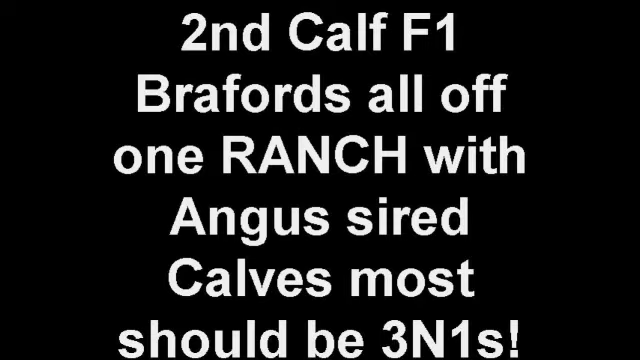 2nd Calf F1
Brafords all off
one RANCH with
Angus sired
Calves most
should be 3N1s!